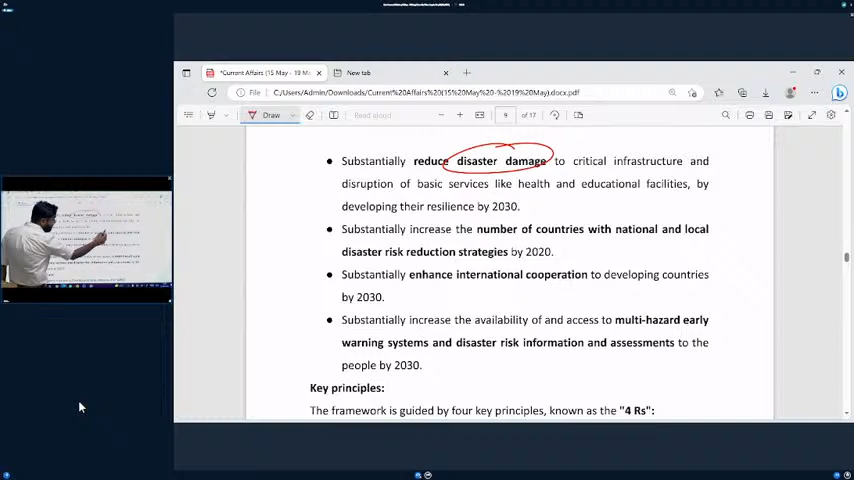 *Current Affairs (15 May - 19 M
New tab
File
C:/Users/Admin/Downloads/Current%20Affairs%20(15%20May%20-%2019%20May).docx.pdf
Draw
Read aloud
9 of 17
● Substantially reduce disaster damage to critical infrastructure and
disruption of basic services like health and educational facilities, by
developing their resilience by 2030.
● Substantially increase the number of countries with national and local
disaster risk reduction strategies by 2020.
● Substantially enhance international cooperation to developing countries
by 2030.
● Substantially increase the availability of and access to multi-hazard early
warning systems and disaster risk information and assessments to the
people by 2030.
Key principles:
The framework is guided by four key principles, known as the "4 Rs":